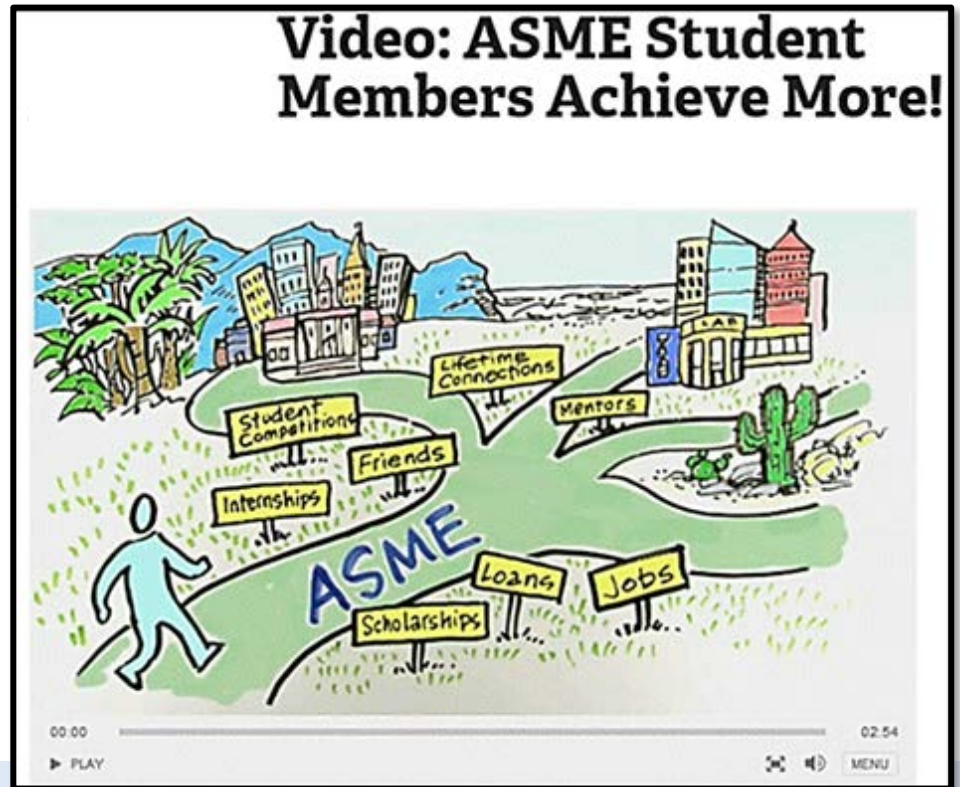 Video: ASME Student
Members Achieve More!
LAB
Lifetime
Connections
Mentors
Student
Competitions
Friends
Internships
ASME
Loans
Jobs
Scholarships
00:00
02:54
PLAY
MENU